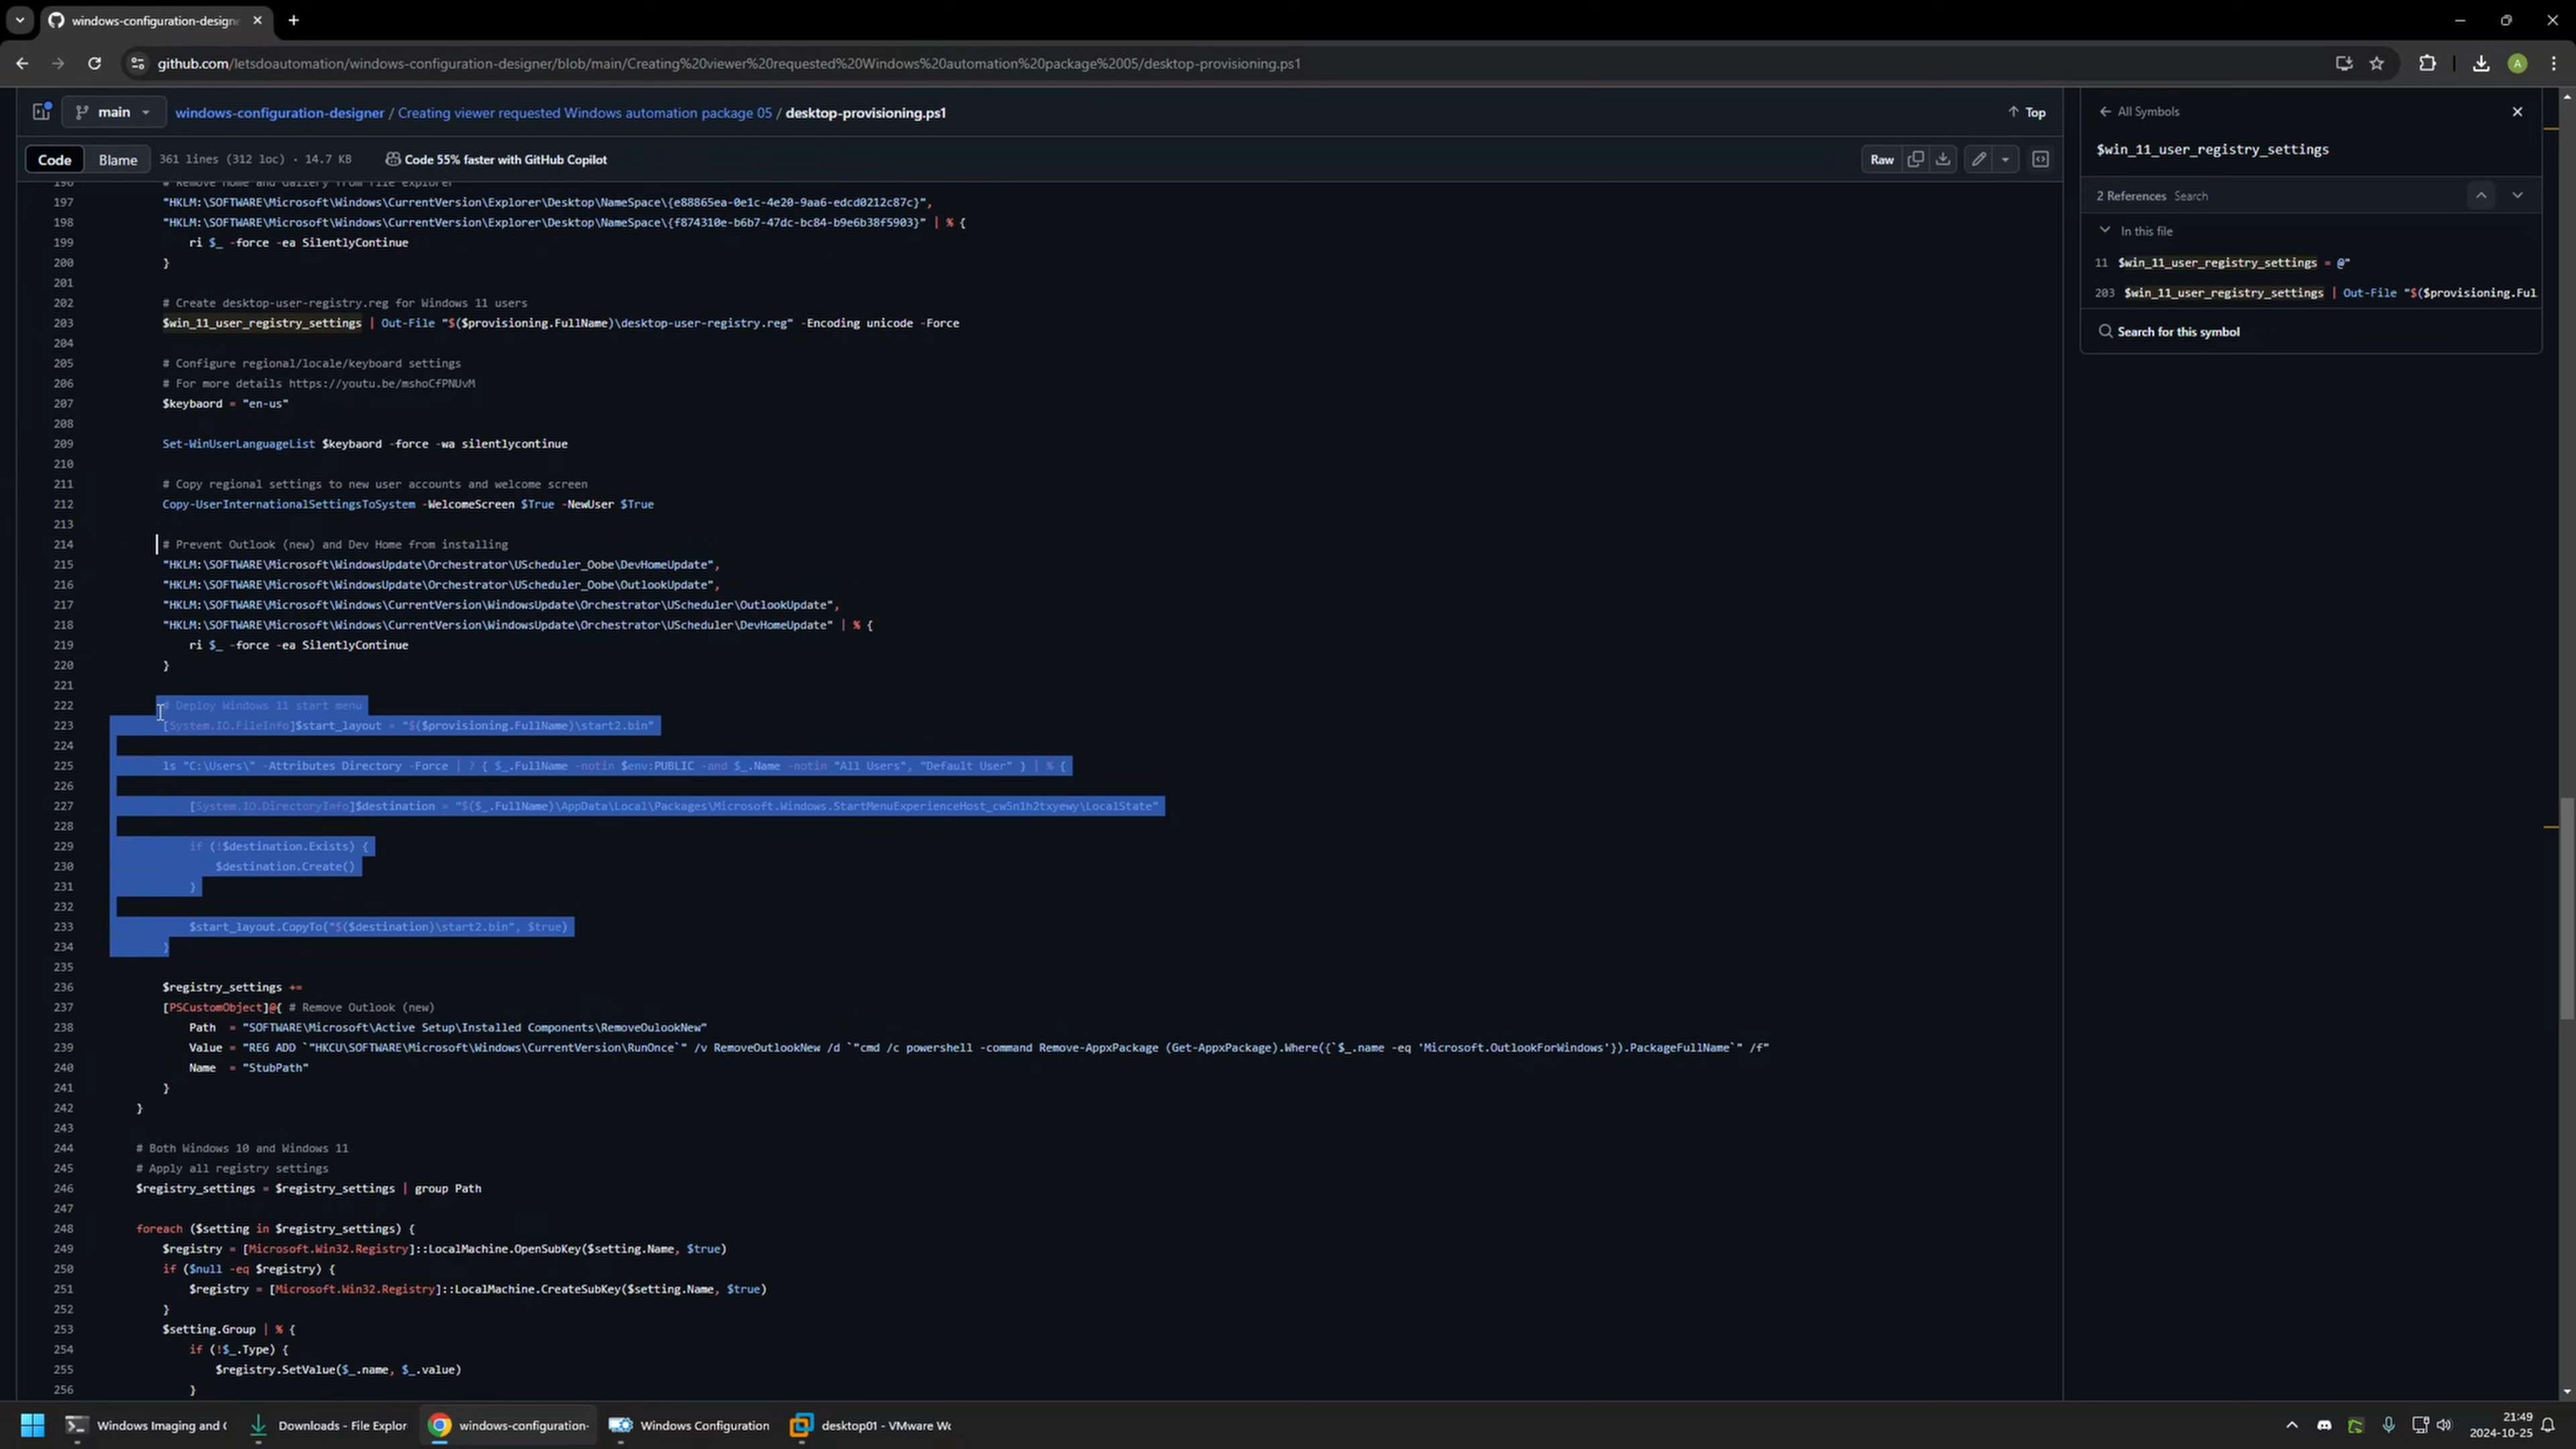 windows-configuration-designe
github.com/letsdoautomation/windows-configuration-designer/blob/main/Creating%20viewer%20requested%20Windows%20automation%20package%2005/desktop-provisioning.ps1
A
main
windows-configuration-designer / Creating viewer requested Windows automation package 05 / desktop-provisioning.ps1
Top
Code Blame 361 lines (312 loc) · 14.7 KB Code 55% faster with GitHub Copilot
Raw
196 # Remove Home and Gallery from file explorer
197 "HKLM:\SOFTWARE\Microsoft\Windows\CurrentVersion\Explorer\Desktop\NameSpace\{e88865ea-0e1c-4e20-9aa6-edcd0212c87c}",
198 "HKLM:\SOFTWARE\Microsoft\Windows\CurrentVersion\Explorer\Desktop\NameSpace\{f874310e-b6b7-47dc-bc84-b9e6b38f5903}" | % {
199 ri $_ -force -ea SilentlyContinue
200 }
201
202 # Create desktop-user-registry.reg for Windows 11 users
203 $win_11_user_registry_settings | Out-File "$($provisioning.FullName)\desktop-user-registry.reg" -Encoding unicode -Force
204
205 # Configure regional/locale/keyboard settings
206 # For more details https://youtu.be/mshoCfPNUvM
207 $keybaord = "en-us"
208
209 Set-WinUserLanguageList $keybaord -force -wa silentlycontinue
210
211 # Copy regional settings to new user accounts and welcome screen
212 Copy-UserInternationalSettingsToSystem -WelcomeScreen $True -NewUser $True
213
214 # Prevent Outlook (new) and Dev Home from installing
215 "HKLM:\SOFTWARE\Microsoft\WindowsUpdate\Orchestrator\UScheduler_Oobe\DevHomeUpdate",
216 "HKLM:\SOFTWARE\Microsoft\WindowsUpdate\Orchestrator\UScheduler_Oobe\OutlookUpdate",
217 "HKLM:\SOFTWARE\Microsoft\Windows\CurrentVersion\WindowsUpdate\Orchestrator\UScheduler\OutlookUpdate",
218 "HKLM:\SOFTWARE\Microsoft\Windows\CurrentVersion\WindowsUpdate\Orchestrator\UScheduler\DevHomeUpdate" | % {
219 ri $_ -force -ea SilentlyContinue
220 }
221
222 # Deploy Windows 11 start menu
223 [System.IO.FileInfo]$start_layout = "$($provisioning.FullName)\start2.bin"
224
225 ls "C:\Users\" -Attributes Directory -Force | ? { $_.FullName -notin $env:PUBLIC -and $_.Name -notin "All Users", "Default User" } | % {
226
227 [System.IO.DirectoryInfo]$destination = "$($_.FullName)\AppData\Local\Packages\Microsoft.Windows.StartMenuExperienceHost_cw5n1h2txyewy\LocalState"
228
229 if (!$destination.Exists) {
230 $destination.Create()
231 }
232
233 $start_layout.CopyTo("$($destination)\start2.bin", $true)
234 }
235
236 $registry_settings +=
237 [PSCustomObject]@{ # Remove Outlook (new)
238 Path = "SOFTWARE\Microsoft\Active Setup\Installed Components\RemoveOulookNew"
239 Value = "REG ADD `"HKCU\SOFTWARE\Microsoft\Windows\CurrentVersion\RunOnce`" /v RemoveOutlookNew /d `"cmd /c powershell -command Remove-AppxPackage (Get-AppxPackage).Where({`$_.name -eq 'Microsoft.OutlookForWindows'}).PackageFullName`" /f"
240 Name = "StubPath"
241 }
242 }
243
244 # Both Windows 10 and Windows 11
245 # Apply all registry settings
246 $registry_settings = $registry_settings | group Path
247
248 foreach ($setting in $registry_settings) {
249 $registry = [Microsoft.Win32.Registry]::LocalMachine.OpenSubKey($setting.Name, $true)
250 if ($null -eq $registry) {
251 $registry = [Microsoft.Win32.Registry]::LocalMachine.CreateSubKey($setting.Name, $true)
252 }
253 $setting.Group | % {
254 if (!$_.Type) {
255 $registry.SetValue($_.name, $_.value)
256 }
All Symbols
$win_11_user_registry_settings
2 References Search
In this file
11 $win_11_user_registry_settings = @"
203 $win_11_user_registry_settings | Out-File "$($provisioning.Ful
Search for this symbol
Windows Imaging and C
Downloads - File Explor
windows-configuration-
Windows Configuration
desktop01 - VMware Wo
21:49
2024-10-25